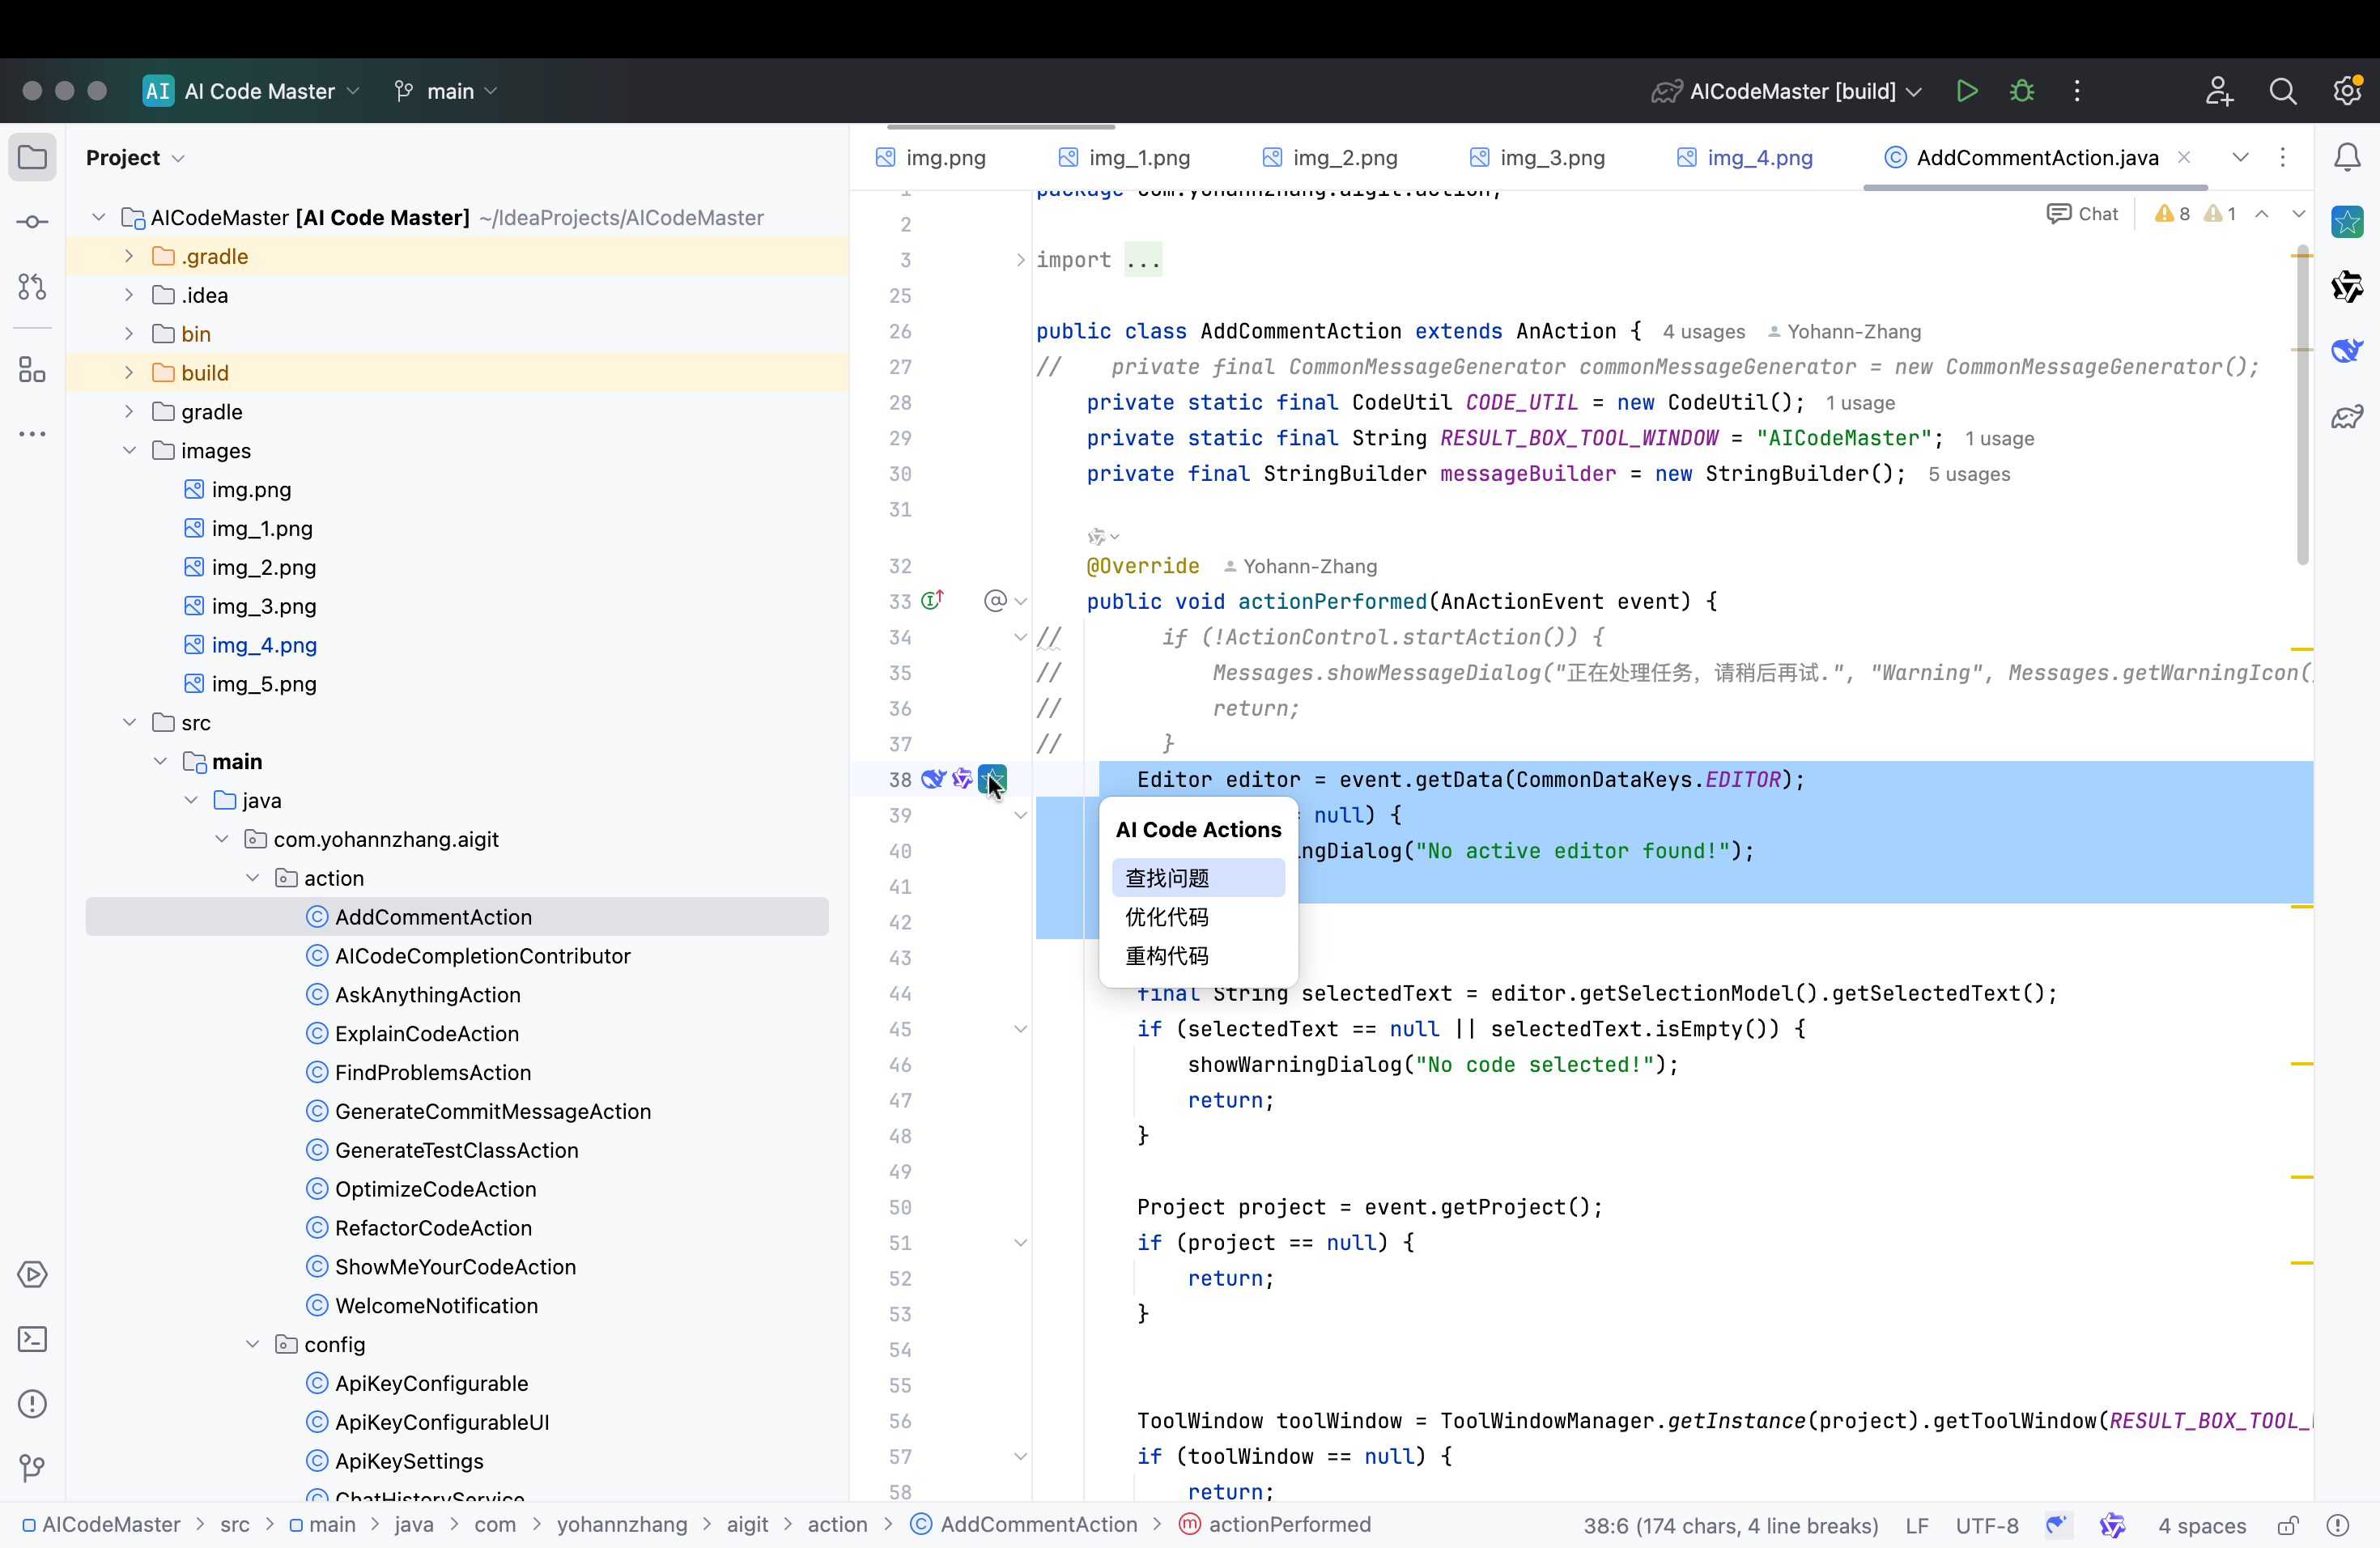 AI AI Code Master main AICodeMaster [build]
Project
AICodeMaster [AI Code Master] ~/IdeaProjects/AICodeMaster
.gradle
.idea
bin
build
gradle
images
img.png
img_1.png
img_2.png
img_3.png
img_4.png
img_5.png
src
main
java
com.yohannzhang.aigit
action
AddCommentAction
AICodeCompletionContributor
AskAnythingAction
ExplainCodeAction
FindProblemsAction
GenerateCommitMessageAction
GenerateTestClassAction
OptimizeCodeAction
RefactorCodeAction
ShowMeYourCodeAction
WelcomeNotification
config
ApiKeyConfigurable
ApiKeyConfigurableUI
ApiKeySettings
ChatHistoryService
img.png img_1.png img_2.png img_3.png img_4.png AddCommentAction.java
Chat 8 1
1 package com.yohannzhang.aigit.action;
2
3 import ...
25
26 public class AddCommentAction extends AnAction { 4 usages Yohann-Zhang
27 // private final CommonMessageGenerator commonMessageGenerator = new CommonMessageGenerator();
28 private static final CodeUtil CODE_UTIL = new CodeUtil(); 1 usage
29 private static final String RESULT_BOX_TOOL_WINDOW = "AICodeMaster"; 1 usage
30 private final StringBuilder messageBuilder = new StringBuilder(); 5 usages
31
32 @Override Yohann-Zhang
33 @ public void actionPerformed(AnActionEvent event) {
34 // if (!ActionControl.startAction()) {
35 // Messages.showMessageDialog("正在处理任务，请稍后再试.", "Warning", Messages.getWarningIcon(
36 // return;
37 // }
38 Editor editor = event.getData(CommonDataKeys.EDITOR);
39 null) {
40 ngDialog("No active editor found!");
41
42
43
44 final String selectedText = editor.getSelectionModel().getSelectedText();
45 if (selectedText == null || selectedText.isEmpty()) {
46 showWarningDialog("No code selected!");
47 return;
48 }
49
50 Project project = event.getProject();
51 if (project == null) {
52 return;
53 }
54
55
56 ToolWindow toolWindow = ToolWindowManager.getInstance(project).getToolWindow(RESULT_BOX_TOOL_
57 if (toolWindow == null) {
58 return;
AI Code Actions
查找问题
优化代码
重构代码
AICodeMaster > src > main > java > com > yohannzhang > aigit > action > AddCommentAction > actionPerformed 38:6 (174 chars, 4 line breaks) LF UTF-8 4 spaces